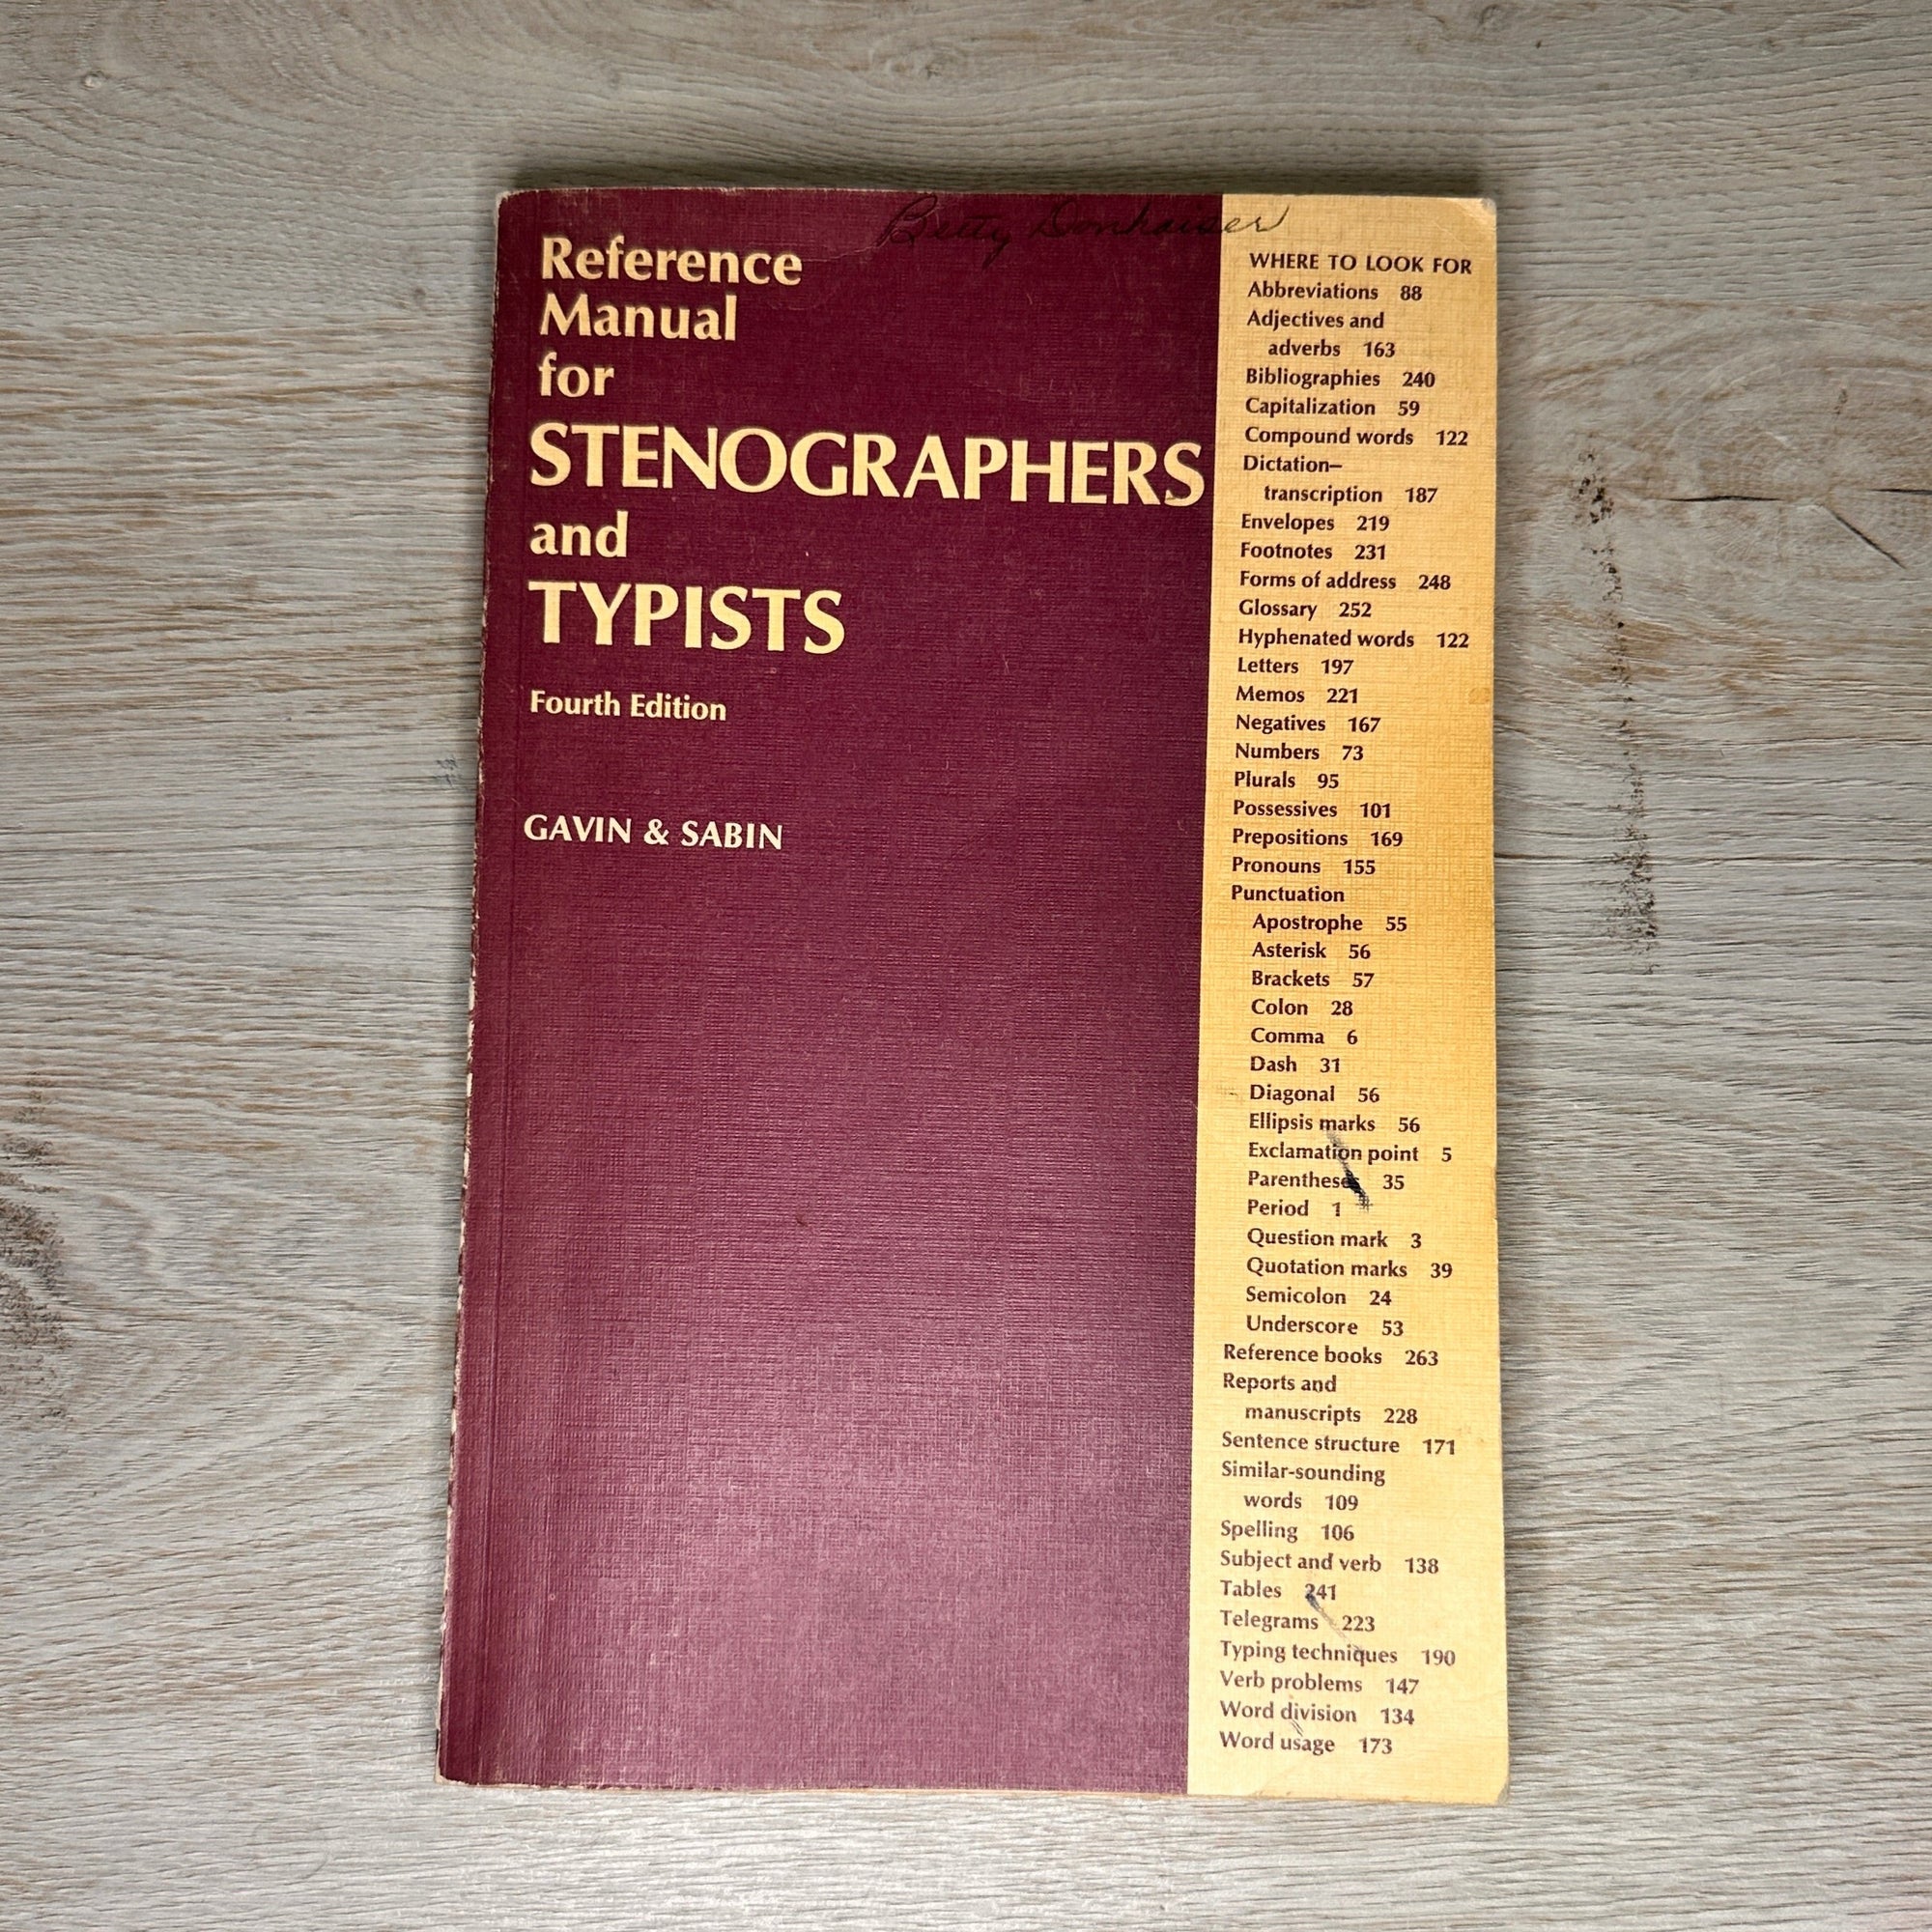 Betty Donhaiser
Reference
Manual
for
STENOGRAPHERS
and
TYPISTS
Fourth Edition
GAVIN & SABIN
WHERE TO LOOK FOR
Abbreviations 88
Adjectives and
adverbs 163
Bibliographies 240
Capitalization 59
Compound words 122
Dictation–
transcription 187
Envelopes 219
Footnotes 231
Forms of address 248
Glossary 252
Hyphenated words 122
Letters 197
Memos 221
Negatives 167
Numbers 73
Plurals 95
Possessives 101
Prepositions 169
Pronouns 155
Punctuation
Apostrophe 55
Asterisk 56
Brackets 57
Colon 28
Comma 6
Dash 31
Diagonal 56
Ellipsis marks 56
Exclamation point 5
Parentheses 35
Period 1
Question mark 3
Quotation marks 39
Semicolon 24
Underscore 53
Reference books 263
Reports and
manuscripts 228
Sentence structure 171
Similar-sounding
words 109
Spelling 106
Subject and verb 138
Tables 241
Telegrams 223
Typing techniques 190
Verb problems 147
Word division 134
Word usage 173